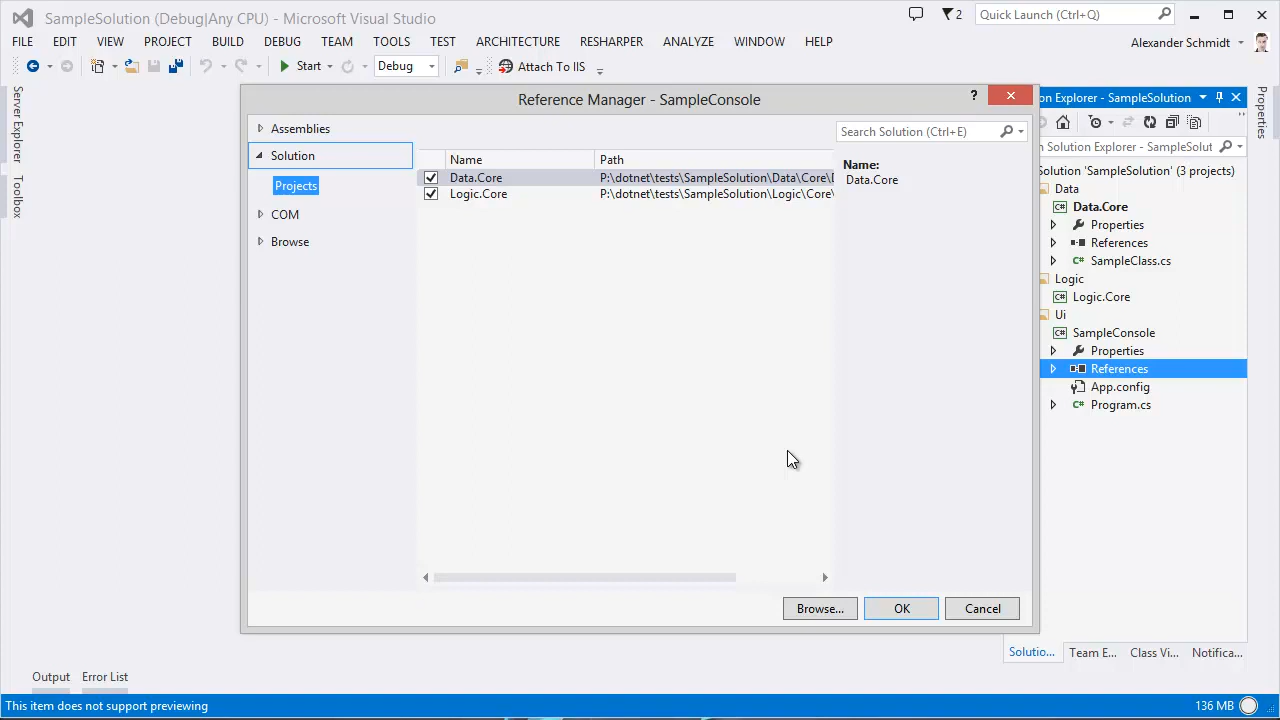 SampleSolution (Debug|Any CPU) - Microsoft Visual Studio
2
Quick Launch (Ctrl+Q)
FILE EDIT VIEW PROJECT BUILD DEBUG TEAM TOOLS TEST ARCHITECTURE RESHARPER ANALYZE WINDOW HELP
Alexander Schmidt
Start
Debug
Attach To IIS
Server Explorer
Toolbox
Reference Manager - SampleConsole
?
Assemblies
Solution
Projects
COM
Browse
Search Solution (Ctrl+E)
Name Path
Data.Core P:\dotnet\tests\SampleSolution\Data\Core\D
Logic.Core P:\dotnet\tests\SampleSolution\Logic\Core\
Name:
Data.Core
Browse...
OK
Cancel
on Explorer - SampleSolution
h Solution Explorer - SampleSolut
Solution 'SampleSolution' (3 projects)
Data
C# Data.Core
Properties
References
C# SampleClass.cs
Logic
C# Logic.Core
Ui
C# SampleConsole
Properties
References
App.config
C# Program.cs
Properties
Solutio... Team E... Class Vi... Notifica...
Output Error List
This item does not support previewing
136 MB